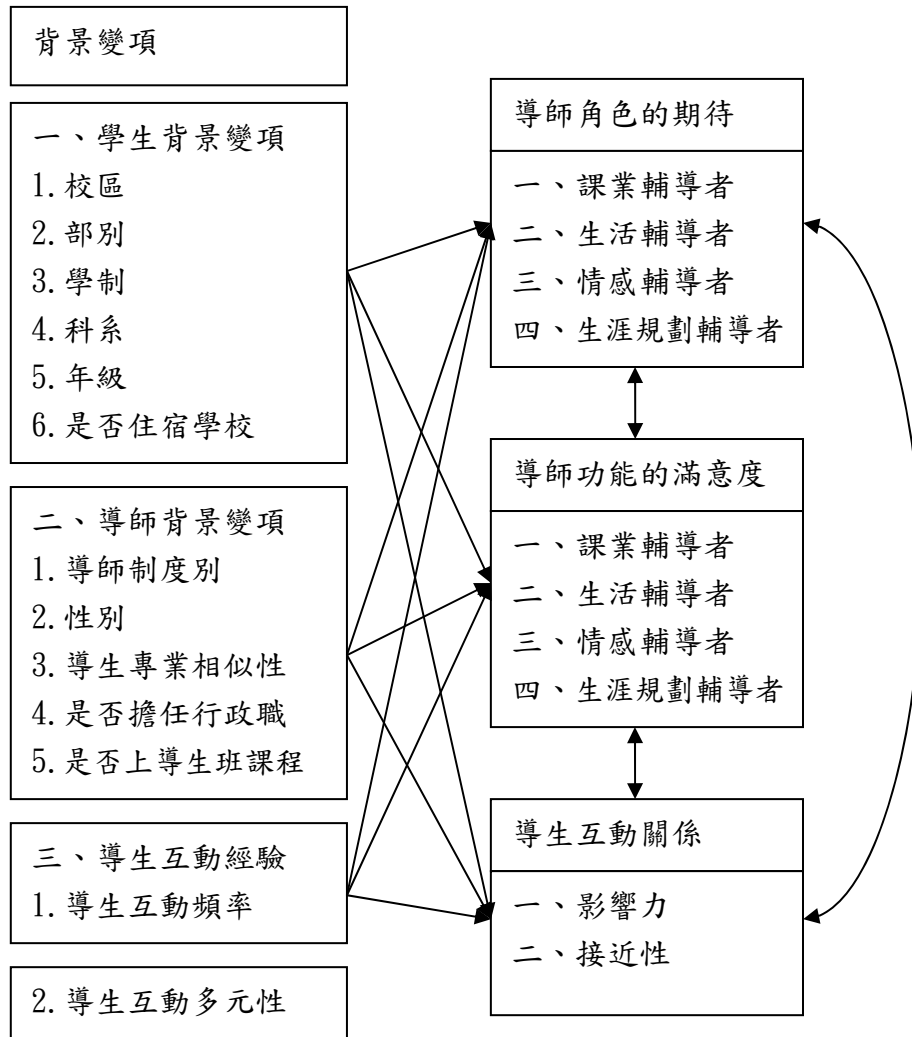 背景變項
一、學生背景變項
1.校區
2.部別
3.學制
4.科系
5.年級
6.是否住宿學校
二、導師背景變項
1.導師制度別
2.性別
3.導生專業相似性
4.是否擔任行政職
5.是否上導生班課程
三、導生互動經驗
1.導生互動頻率
2.導生互動多元性
導師角色的期待
一、課業輔導者
二、生活輔導者
三、情感輔導者
四、生涯規劃輔導者
導師功能的滿意度
一、課業輔導者
二、生活輔導者
三、情感輔導者
四、生涯規劃輔導者
導生互動關係
一、影響力
二、接近性